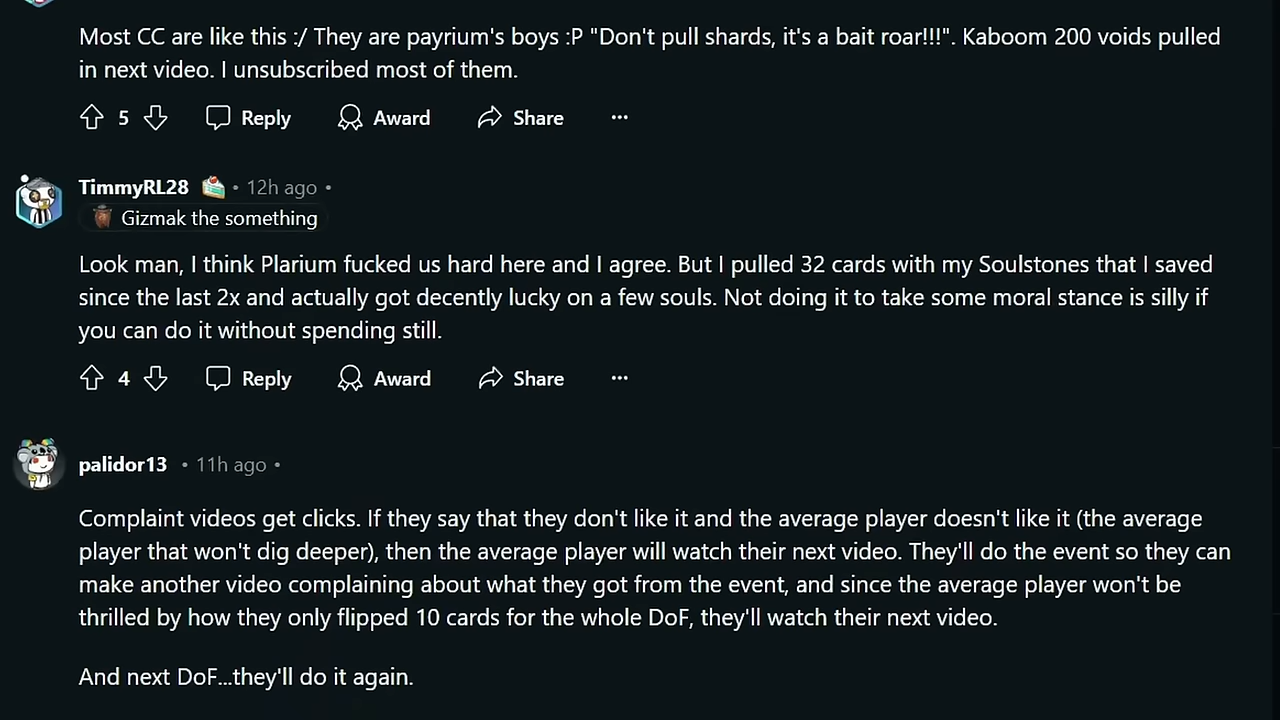 Most CC are like this :/ They are payrium's boys :P "Don't pull shards, it's a bait roar!!!". Kaboom 200 voids pulled
in next video. I unsubscribed most of them.
5 Reply Award Share ...
TimmyRL28 • 12h ago •
Gizmak the something
Look man, I think Plarium fucked us hard here and I agree. But I pulled 32 cards with my Soulstones that I saved
since the last 2x and actually got decently lucky on a few souls. Not doing it to take some moral stance is silly if
you can do it without spending still.
4 Reply Award Share ...
palidor13 • 11h ago •
Complaint videos get clicks. If they say that they don't like it and the average player doesn't like it (the average
player that won't dig deeper), then the average player will watch their next video. They'll do the event so they can
make another video complaining about what they got from the event, and since the average player won't be
thrilled by how they only flipped 10 cards for the whole DoF, they'll watch their next video.
And next DoF...they'll do it again.